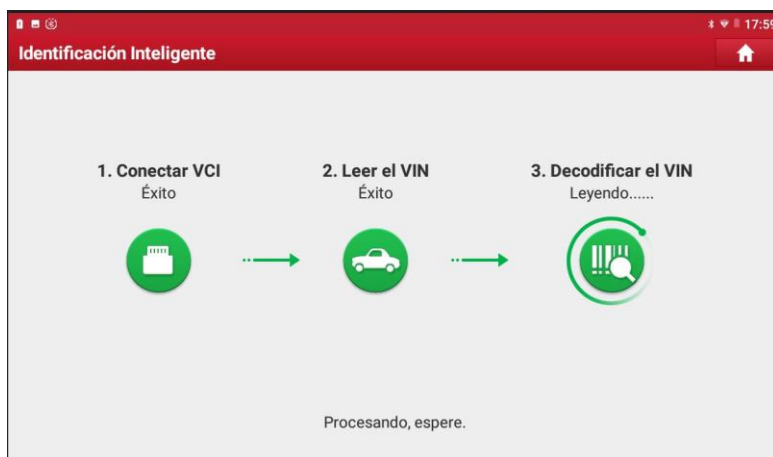 17:59
Identificación Inteligente
1. Conectar VCI
Éxito
2. Leer el VIN
Éxito
3. Decodificar el VIN
Leyendo......
Procesando, espere.